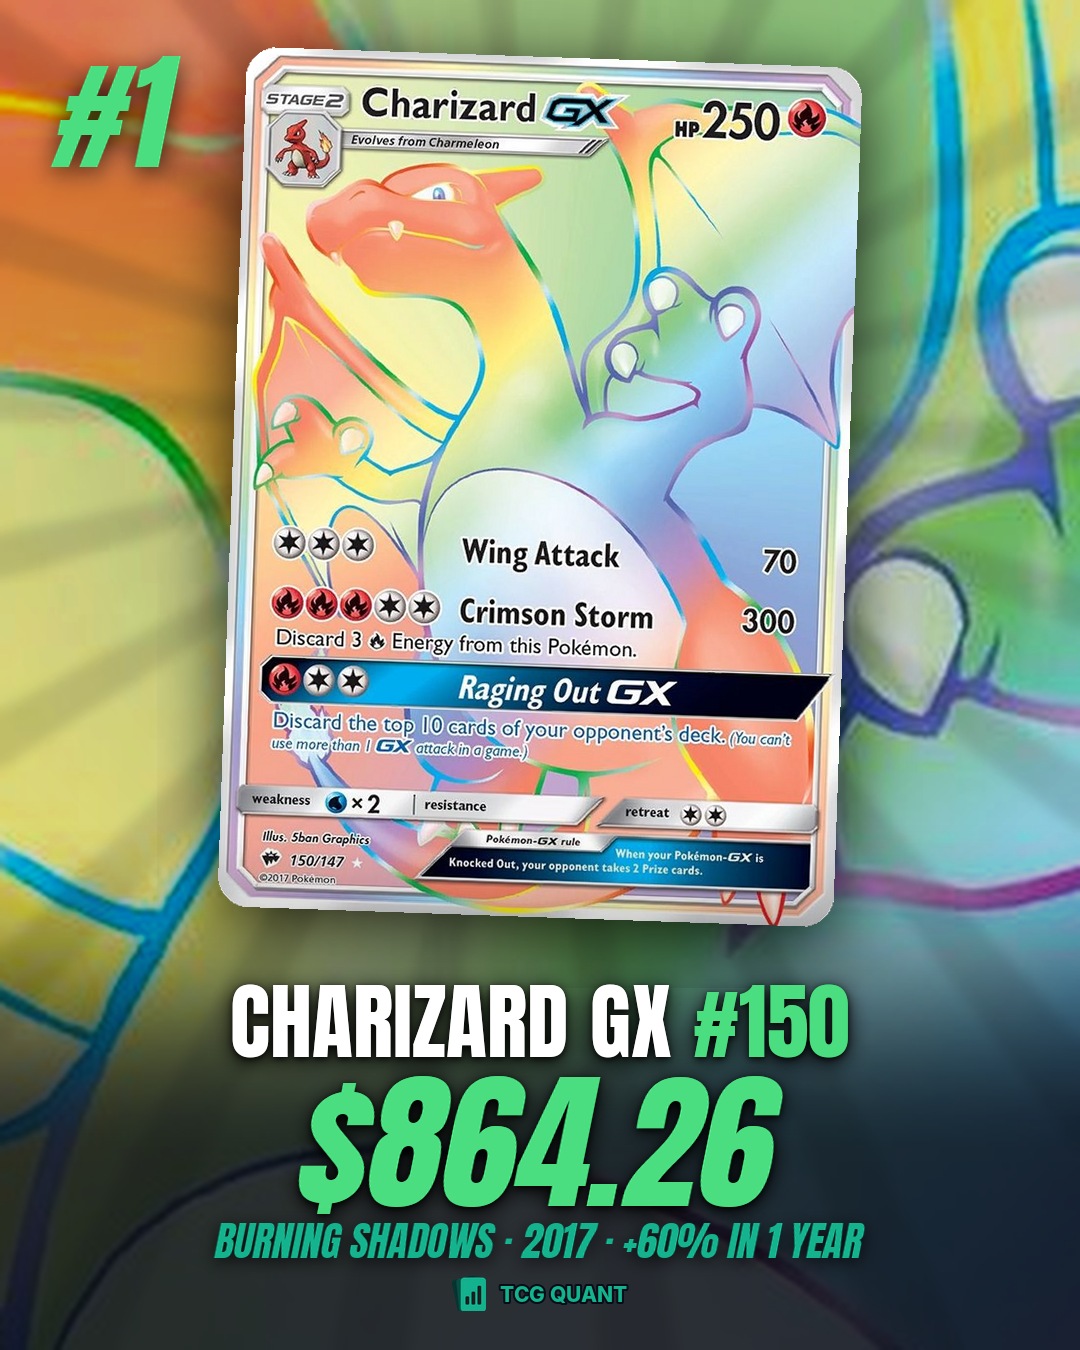 #1
STAGE2 Charizard GX HP250
Evolves from Charmeleon
Wing Attack 70
Crimson Storm 300
Discard 3 Energy from this Pokémon.
Raging Out GX
Discard the top 10 cards of your opponent's deck. (You can't
use more than 1 GX attack in a game.)
weakness ×2 resistance retreat
Illus. 5ban Graphics
150/147
©2017 Pokémon
Pokémon-GX rule
When your Pokémon-GX is
Knocked Out, your opponent takes 2 Prize cards.
CHARIZARD GX #150
$864.26
BURNING SHADOWS · 2017 · +60% IN 1 YEAR
TCG QUANT